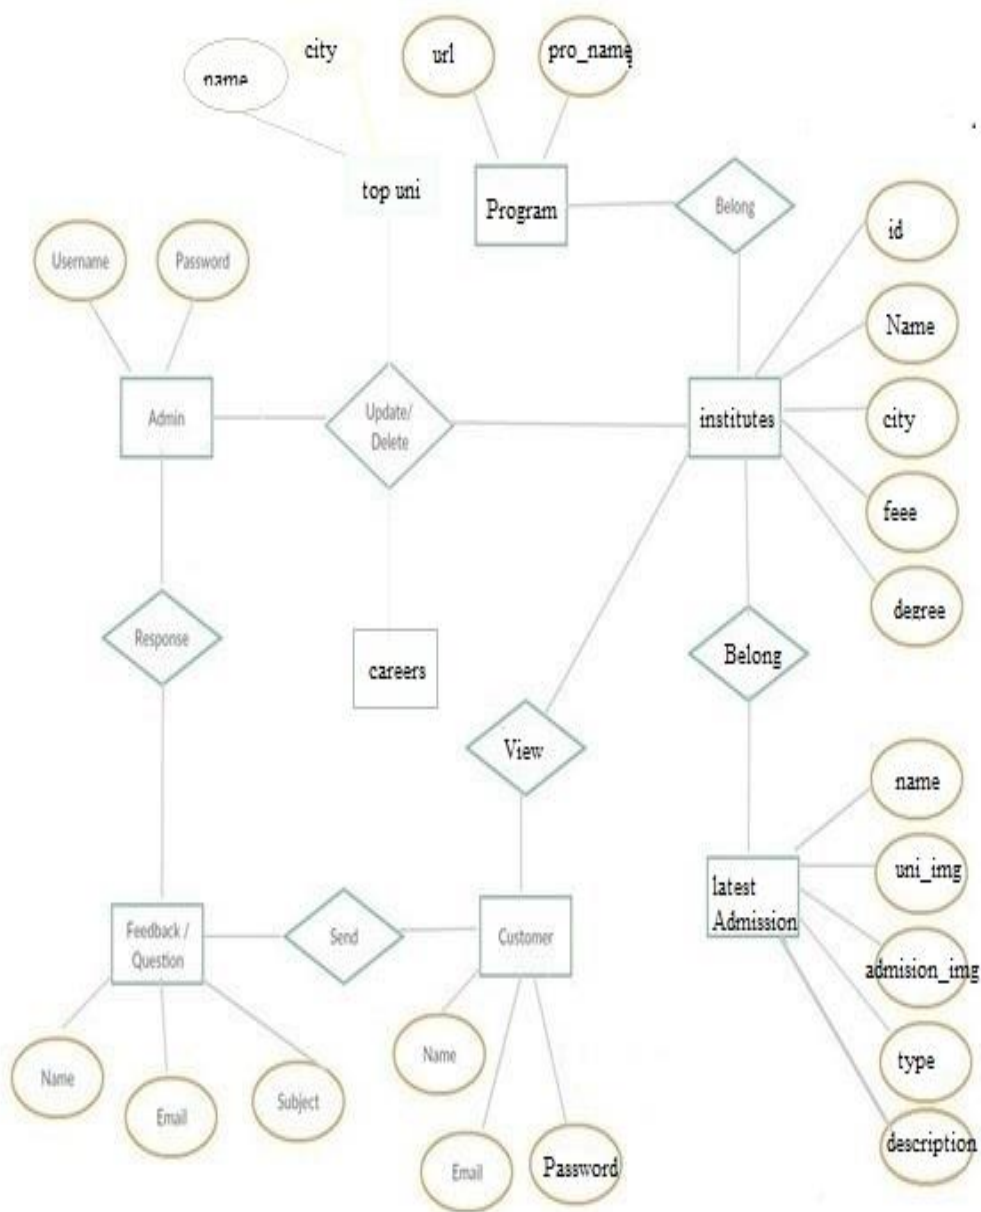 city
url
pro_name
name
top uni
Program
Belong
id
Username
Password
Name
Admin
Update/
Delete
institutes
city
feee
degree
Response
careers
Belong
View
name
latest
Admission
uni_img
Feedback /
Question
Send
Customer
admision_img
Name
Email
Subject
Name
Email
Password
type
description